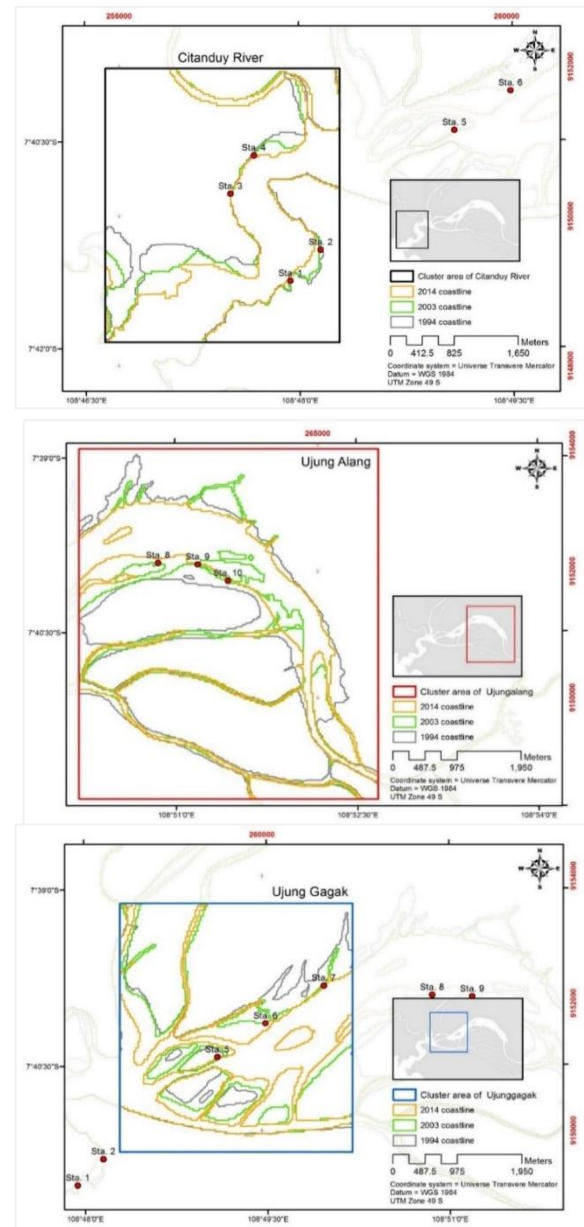 256000
260000
Citanduy River
N
W
E
S
9152000
Sta. 6
Sta. 5
7°40'30"S
Sta. 4
Sta. 3
9150000
Sta. 2
Sta. 1
Cluster area of Citanduy River
2014 coastline
2003 coastline
1994 coastline
Meters
0 412.5 825 1,650
Coordinate system = Universe Transvere Mercator
Datum = WGS 1984
UTM Zone 49 S
7°42'0"S
9148000
108°46'30"E
108°48'0"E
108°49'30"E
265000
9154000
7°39'0"S
Ujung Alang
N
W
E
S
Sta. 8
Sta. 9
Sta. 10
9152000
7°40'30"S
Cluster area of Ujungalang
2014 coastline
2003 coastline
1994 coastline
9150000
Meters
0 487.5 975 1,950
Coordinate system = Universe Transvere Mercator
Datum = WGS 1984
UTM Zone 49 S
108°51'0"E
108°52'30"E
108°54'0"E
260000
9154000
7°39'0"S
Ujung Gagak
N
W
E
S
Sta. 7
Sta. 8
Sta. 9
9152000
Sta. 6
Sta. 5
7°40'30"S
Cluster area of Ujunggagak
2014 coastline
2003 coastline
1994 coastline
9150000
Sta. 2
Sta. 1
Meters
0 487.5 975 1,950
Coordinate system = Universe Transvere Mercator
Datum = WGS 1984
UTM Zone 49 S
108°48'0"E
108°49'30"E
108°51'0"E